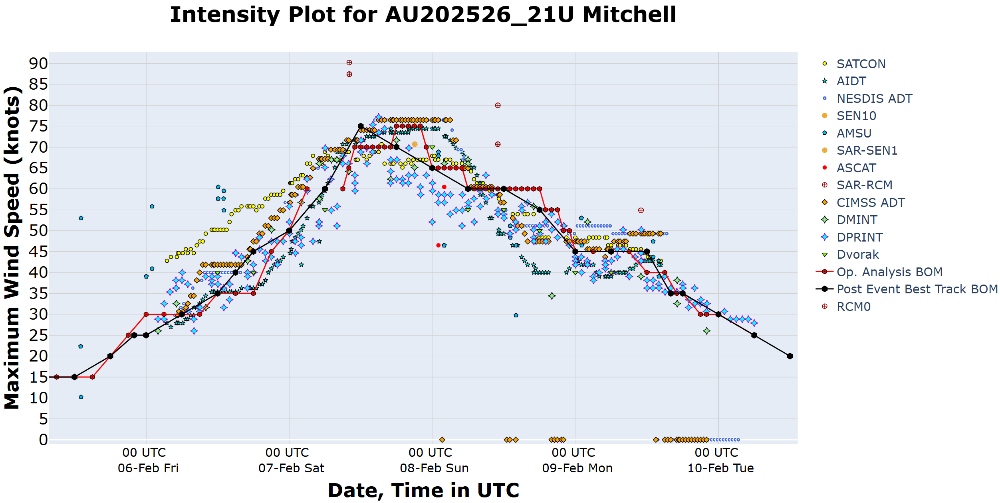 Intensity Plot for AU202526_21U Mitchell
Maximum Wind Speed (knots)
90
85
80
75
70
65
60
55
50
45
40
35
30
25
20
15
10
5
0
00 UTC
06-Feb Fri
00 UTC
07-Feb Sat
00 UTC
08-Feb Sun
00 UTC
09-Feb Mon
00 UTC
10-Feb Tue
Date, Time in UTC
SATCON
AIDT
NESDIS ADT
SEN10
AMSU
SAR-SEN1
ASCAT
SAR-RCM
CIMSS ADT
DMINT
DPRINT
Dvorak
Op. Analysis BOM
Post Event Best Track BOM
RCM0